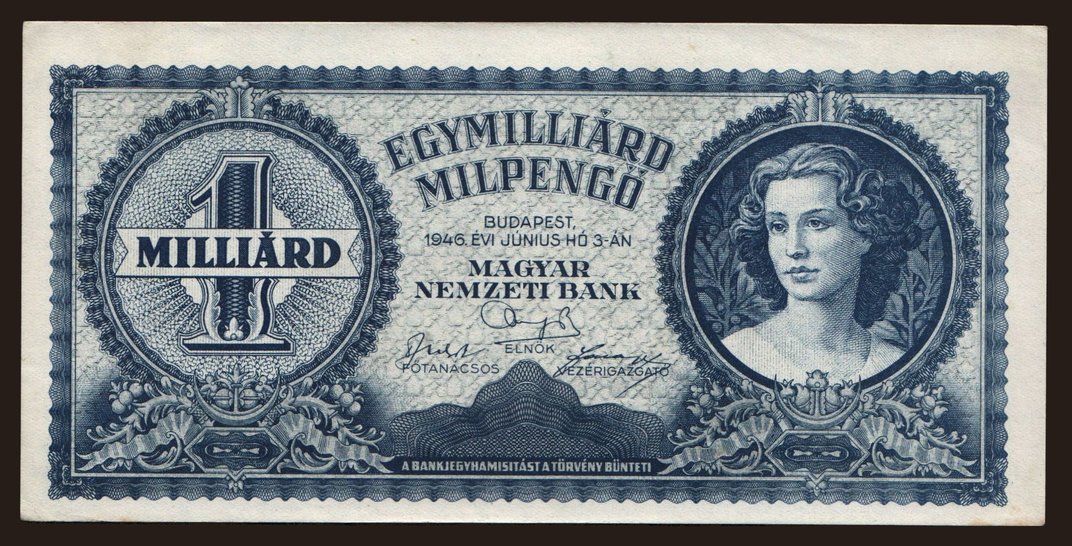 1
MILLIÁRD
EGYMILLIÁRD
MILPENGŐ
BUDAPEST,
1946. ÉVI JÚNIUS HÓ 3-ÁN
MAGYAR
NEMZETI BANK
ELNÖK
FŐTANÁCSOS
VEZÉRIGAZGATÓ
A BANKJEGYHAMISITÁST A TÖRVÉNY BÜNTETI